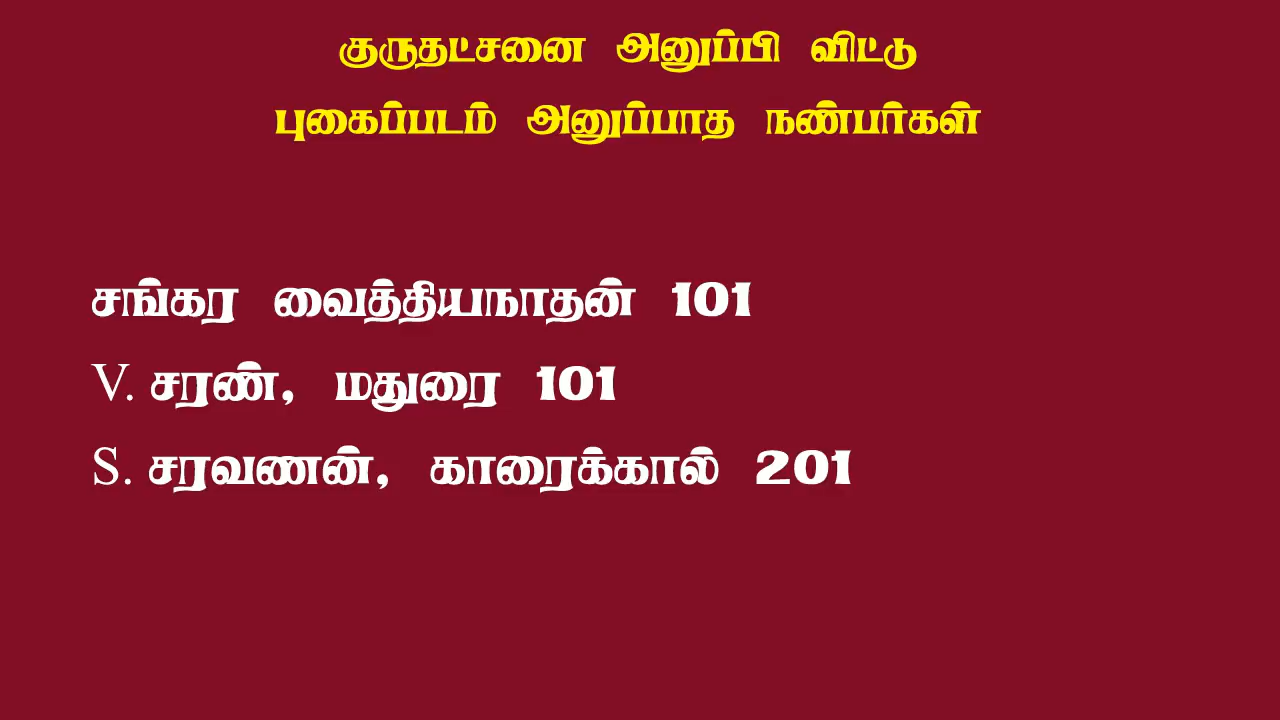 குருதட்சனை அனுப்பி விட்டு
புகைப்படம் அனுப்பாத நண்பர்கள்
சங்கர வைத்தியநாதன் 101
V. சரண், மதுரை 101
S. சரவணன், காரைக்கால் 201